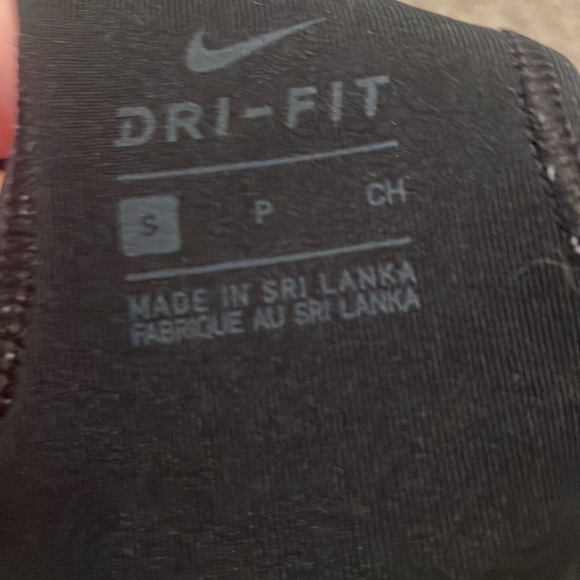 DRI-FIT
S P CH
MADE IN SRI LANKA
FABRIQUE AU SRI LANKA